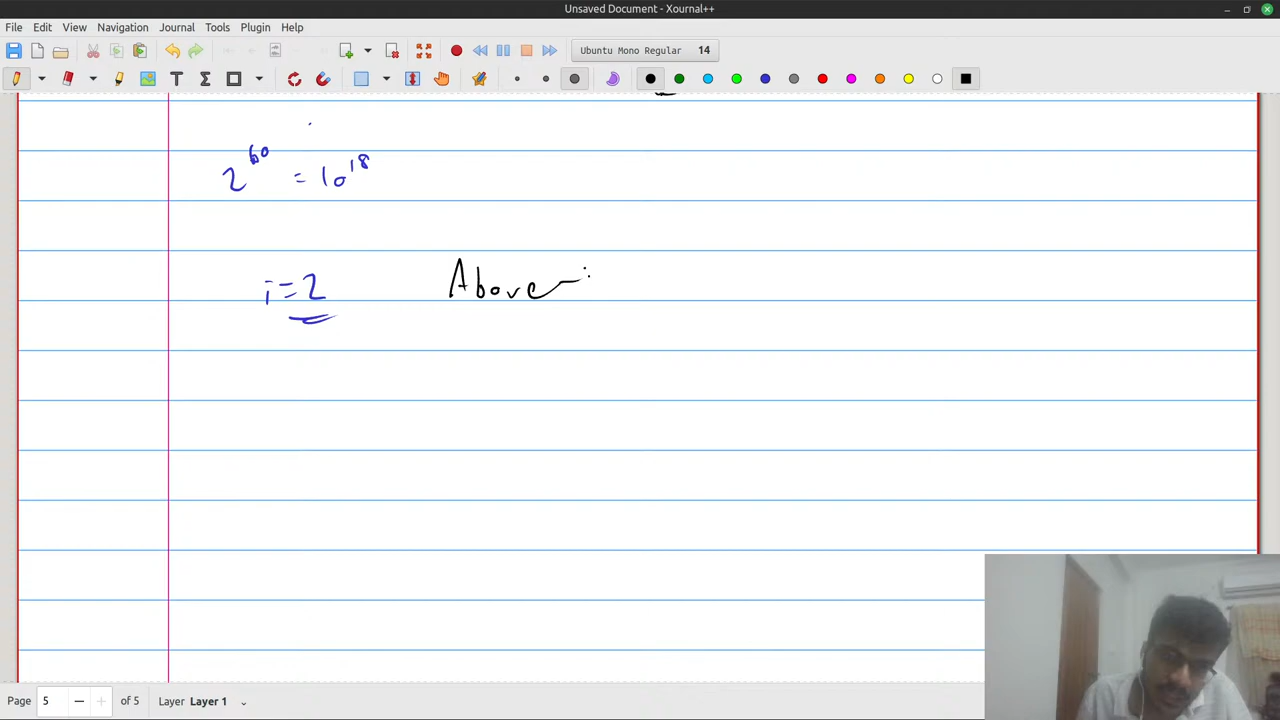 Unsaved Document - Xournal++
File Edit View Navigation Journal Tools Plugin Help
Ubuntu Mono Regular 14
2^60 = 10^18
i=2 Above
Page 5 of 5 Layer Layer 1